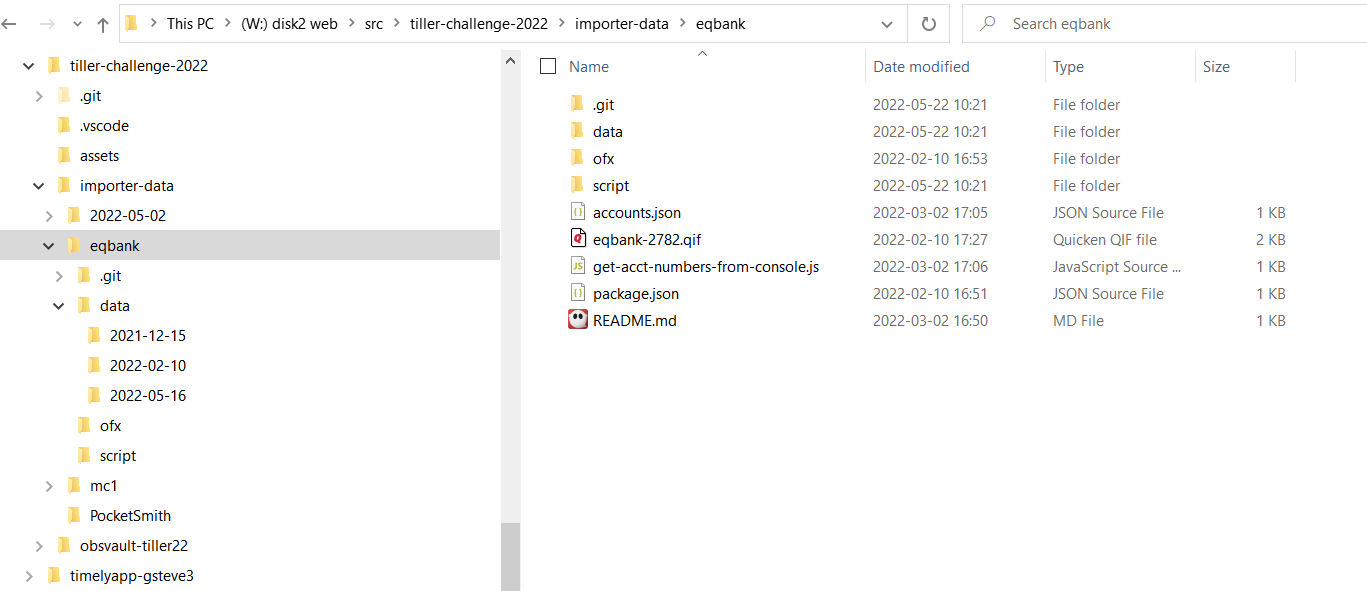 This PC > (W:) disk2 web > src > tiller-challenge-2022 > importer-data > eqbank
Search eqbank
tiller-challenge-2022
.git
.vscode
assets
importer-data
2022-05-02
eqbank
.git
data
2021-12-15
2022-02-10
2022-05-16
ofx
script
mc1
PocketSmith
obsvault-tiller22
timelyapp-gsteve3
Name Date modified Type Size
.git 2022-05-22 10:21 File folder
data 2022-05-22 10:21 File folder
ofx 2022-02-10 16:53 File folder
script 2022-05-22 10:21 File folder
accounts.json 2022-03-02 17:05 JSON Source File 1 KB
eqbank-2782.qif 2022-02-10 17:27 Quicken QIF file 2 KB
JS get-acct-numbers-from-console.js 2022-03-02 17:06 JavaScript Source ... 1 KB
package.json 2022-02-10 16:51 JSON Source File 1 KB
README.md 2022-03-02 16:50 MD File 1 KB